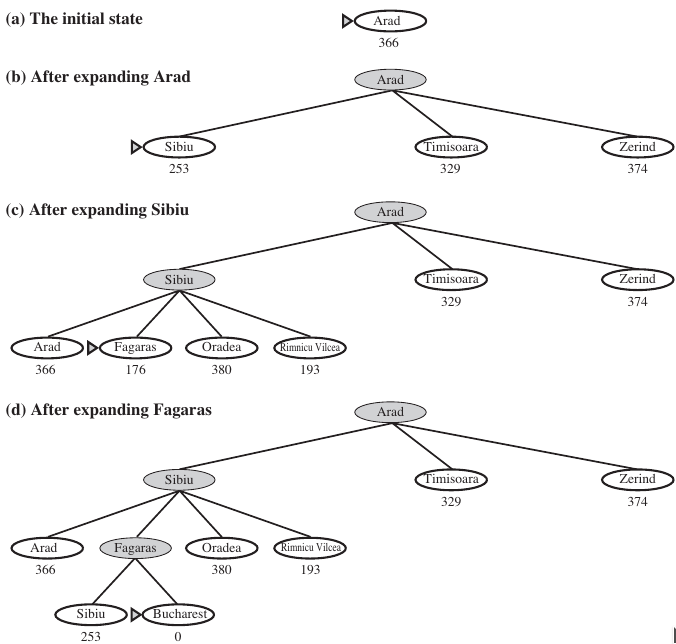 (a) The initial state
Arad
366
(b) After expanding Arad
Arad
Sibiu Timisoara Zerind
253 329 374
(c) After expanding Sibiu
Arad
Sibiu Timisoara Zerind
329 374
Arad Fagaras Oradea Rimnicu Vilcea
366 176 380 193
(d) After expanding Fagaras
Arad
Sibiu Timisoara Zerind
329 374
Arad Fagaras Oradea Rimnicu Vilcea
366 380 193
Sibiu Bucharest
253 0